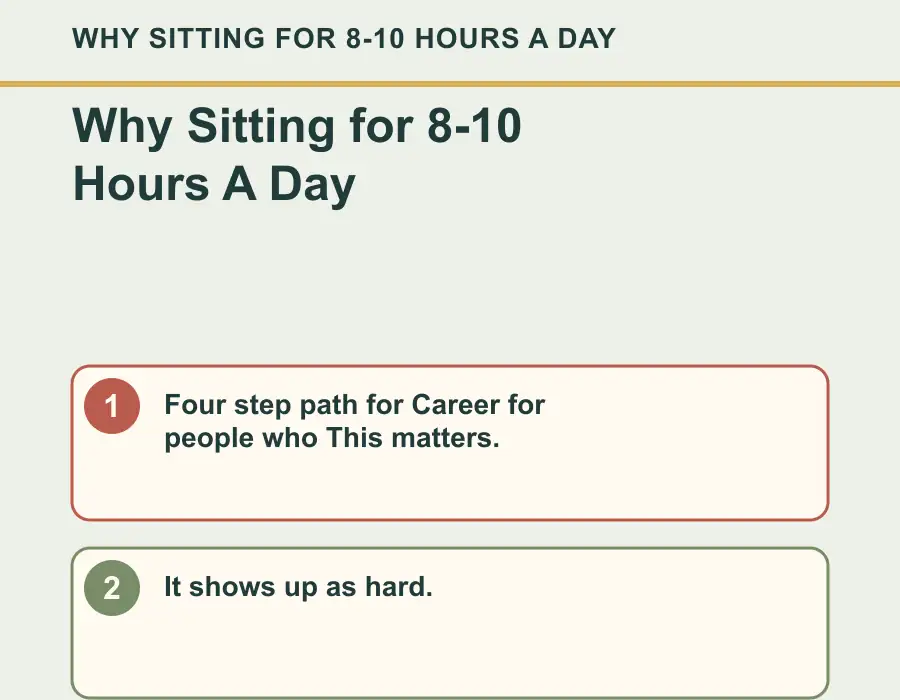 WHY SITTING FOR 8-10 HOURS A DAY
Why Sitting for 8-10
Hours A Day
1
Four step path for Career for
people who This matters.
2
It shows up as hard.